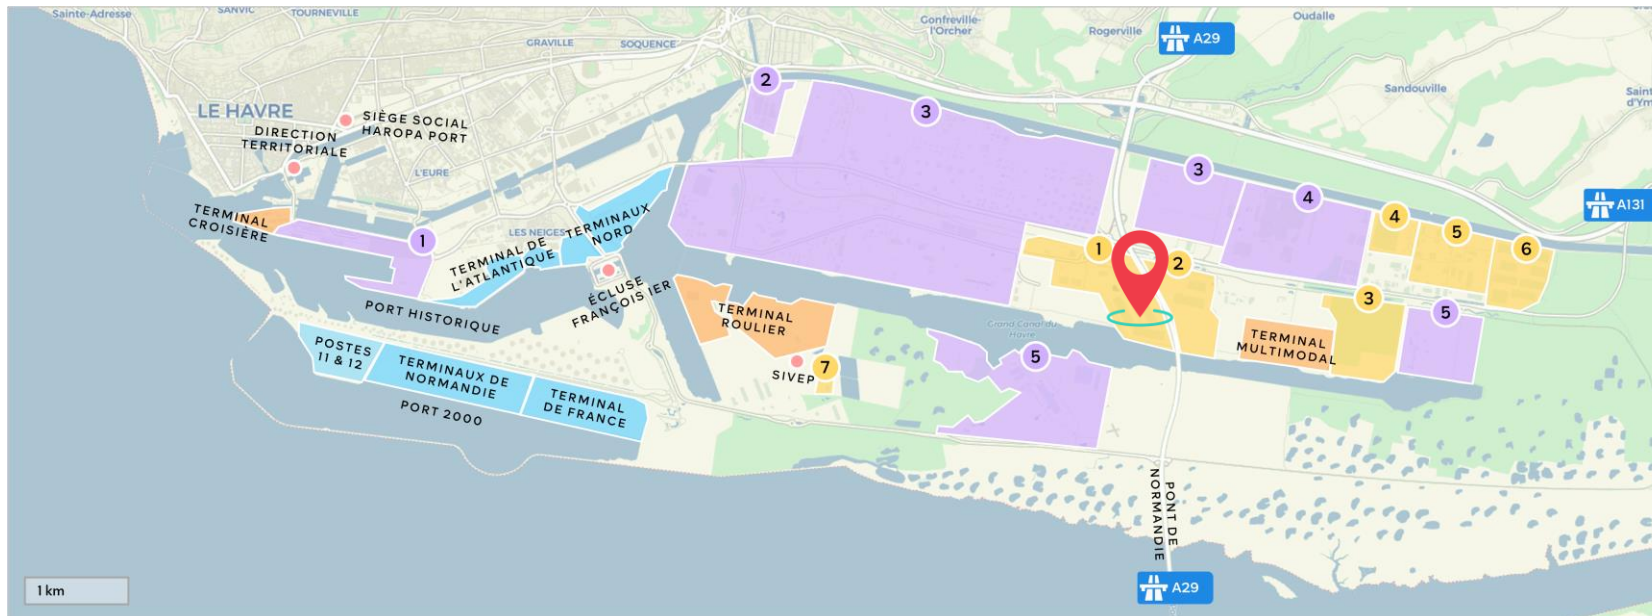 Sainte-Adresse
SANVIC
TOURNEVILLE
GRAVILLE
SOQUENCE
Gonfreville-
l'Orcher
Rogerville
A29
Oudalle
Sandouville
LE HAVRE
SIÈGE SOCIAL
HAROPA PORT
DIRECTION
TERRITORIALE
L'EURE
2
3
3
4
4
5
6
A131
TERMINAL
CROISIÈRE
1
LES NEIGES
TERMINAUX
NORD
TERMINAL DE
L'ATLANTIQUE
ÉCLUSE
FRANÇOIS IER
PORT HISTORIQUE
1
2
3
5
TERMINAL
ROULIER
Grand Canal du
Havre
TERMINAL
MULTIMODAL
POSTES
11 & 12
TERMINAUX DE
NORMANDIE
TERMINAL
DE FRANCE
PORT 2000
SIVEP
7
5
PONT DE
NORMANDIE
A29
1 km